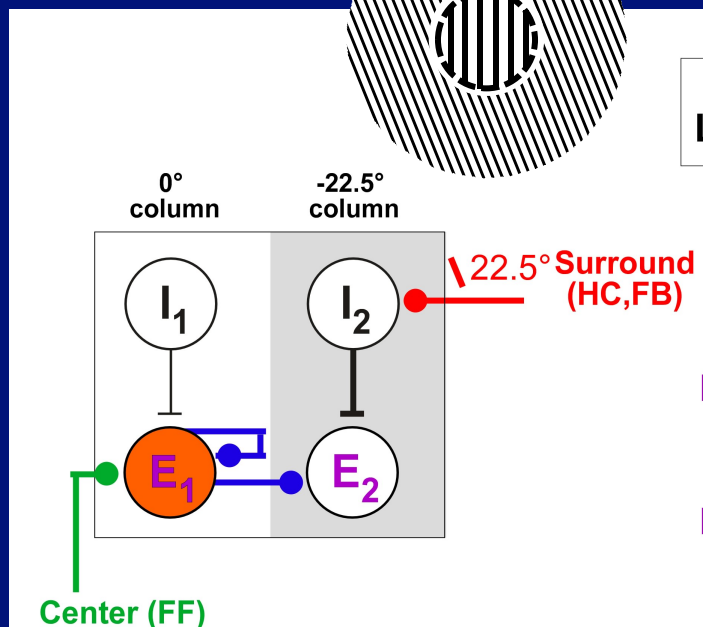 0°
column
-22.5°
column
I1
I2
\ 22.5° Surround
(HC,FB)
E1
E2
Center (FF)